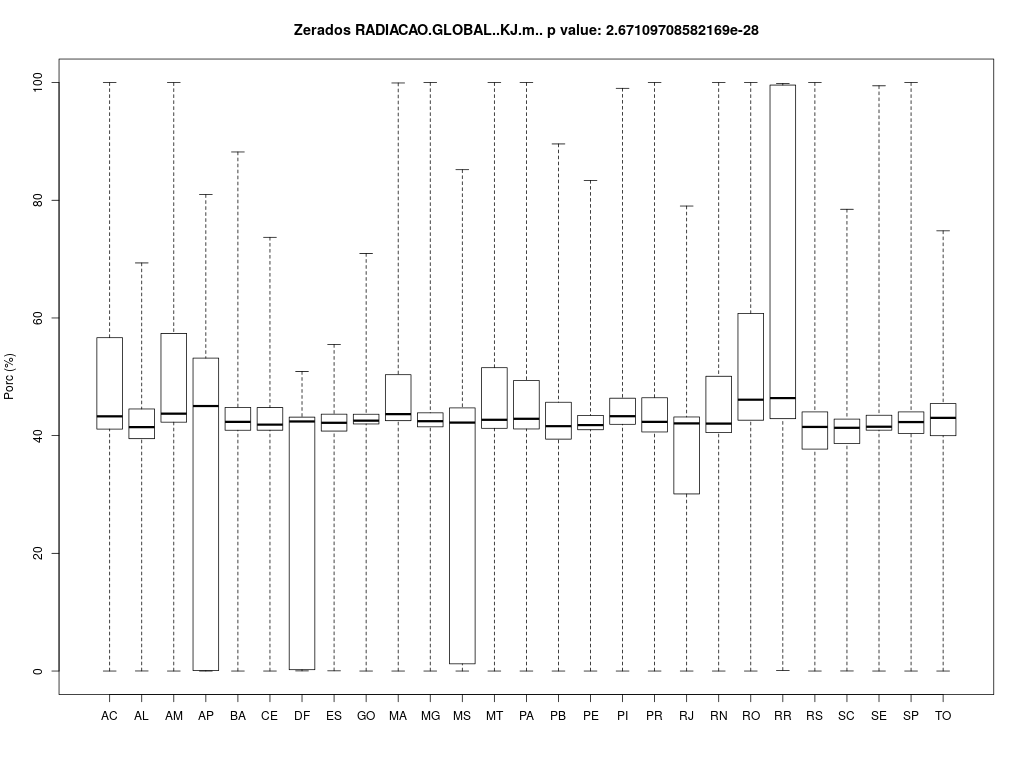 Zerados RADIACAO.GLOBAL..KJ.m.. p value: 2.67109708582169e-28
Porc (%)
100
80
60
40
20
0
AC AL AM AP BA CE DF ES GO MA MG MS MT PA PB PE PI PR RJ RN RO RR RS SC SE SP TO